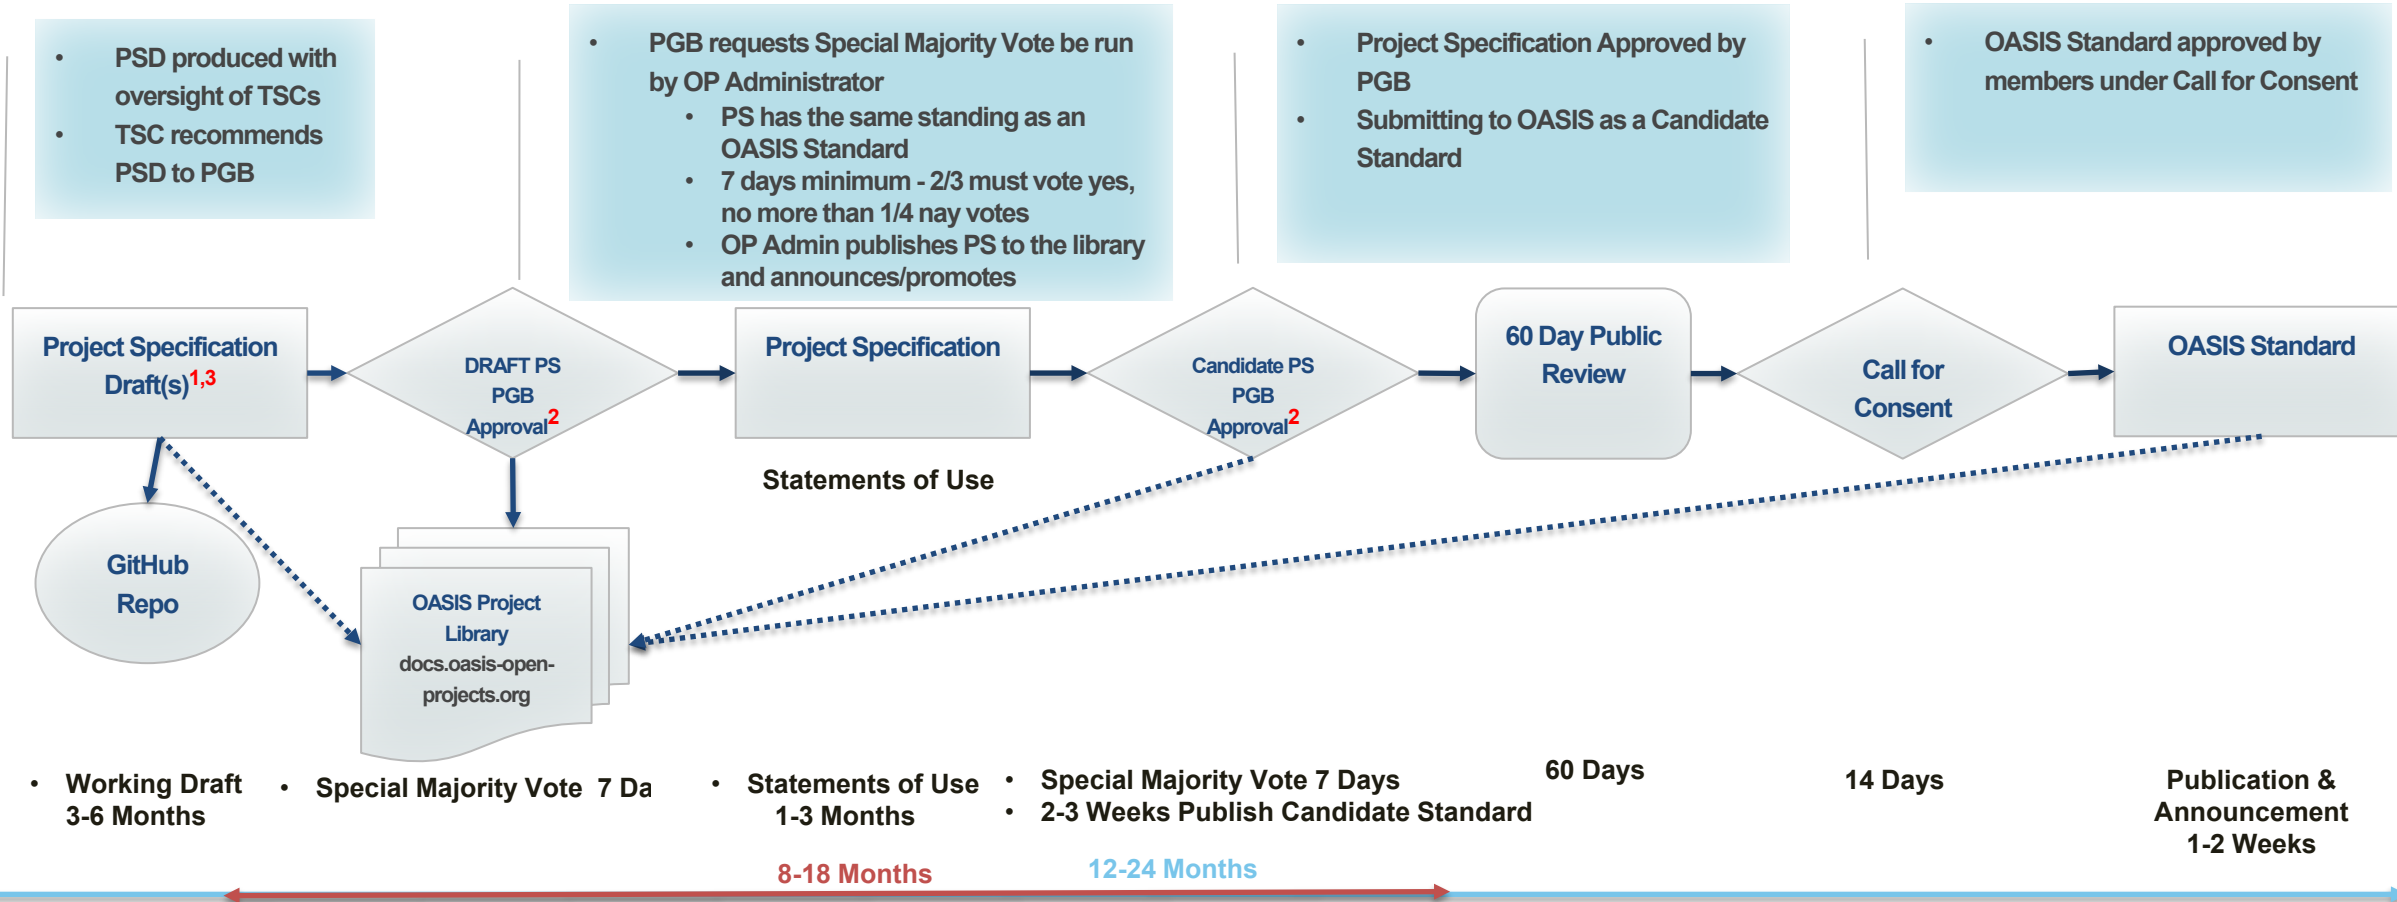 • PSD produced with
oversight of TSCs
• TSC recommends
PSD to PGB
• PGB requests Special Majority Vote be run
by OP Administrator
• PS has the same standing as an
OASIS Standard
• 7 days minimum - 2/3 must vote yes,
no more than 1/4 nay votes
• OP Admin publishes PS to the library
and announces/promotes
• Project Specification Approved by
PGB
• Submitting to OASIS as a Candidate
Standard
• OASIS Standard approved by
members under Call for Consent
Project Specification
Draft(s)1,3
DRAFT PS
PGB
Approval2
Project Specification
Candidate PS
PGB
Approval2
60 Day Public
Review
Call for
Consent
OASIS Standard
Statements of Use
GitHub
Repo
OASIS Project
Library
docs.oasis-open-
projects.org
• Working Draft
3-6 Months
• Special Majority Vote 7 Da
• Statements of Use
1-3 Months
• Special Majority Vote 7 Days
• 2-3 Weeks Publish Candidate Standard
60 Days
14 Days
Publication &
Announcement
1-2 Weeks
8-18 Months
12-24 Months